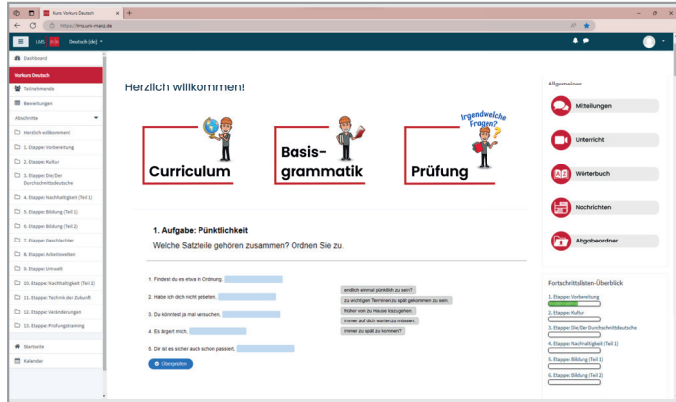 Kurs: Vorkurs Deutsch
https://lms.uni-mainz.de
LMS
Deutsch (de)
Dashboard
Vorkurs Deutsch
Teilnehmende
Bewertungen
Abschnitte
Herzlich willkommen!
1. Etappe: Vorbereitung
2. Etappe: Kultur
3. Etappe: Die/Der
Durchschnittsdeutsche
4. Etappe: Nachhaltigkeit (Teil 1)
5. Etappe: Bildung (Teil 1)
6. Etappe: Bildung (Teil 2)
7. Etappe: Geschlechter
8. Etappe: Arbeitswelten
9. Etappe: Umwelt
10. Etappe: Nachhaltigkeit (Teil 2)
11. Etappe: Technik der Zukunft
12. Etappe: Veränderungen
13. Etappe: Prüfungstraining
Startseite
Kalender
Herzlich willkommen!
Curriculum
Basis-
grammatik
Irgendwelche
Fragen?
Prüfung
1. Aufgabe: Pünktlichkeit
Welche Satzteile gehören zusammen? Ordnen Sie zu.
1. Findest du es etwa in Ordnung,
2. Habe ich dich nicht gebeten,
3. Du könntest ja mal versuchen,
4. Es ärgert mich,
5. Dir ist es sicher auch schon passiert,
endlich einmal pünktlich zu sein?
zu wichtigen Terminen zu spät gekommen zu sein.
früher von zu Hause loszugehen.
immer auf dich warten zu müssen.
immer zu spät zu kommen?
Überprüfen
Allgemeines
Mitteilungen
Unterricht
Wörterbuch
Nachrichten
Abgabeordner
Fortschrittslisten-Überblick
1. Etappe: Vorbereitung
2. Etappe: Kultur
3. Etappe: Die/Der Durchschnittsdeutsche
4. Etappe: Nachhaltigkeit (Teil 1)
5. Etappe: Bildung (Teil 1)
6. Etappe: Bildung (Teil 2)